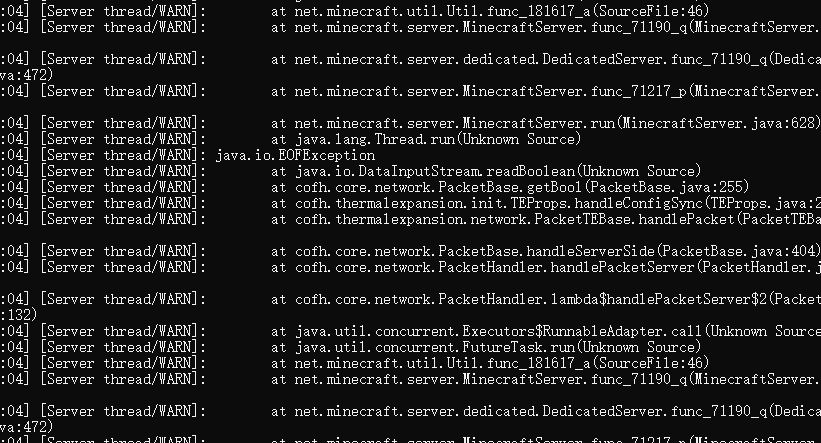 :04] [Server thread/WARN]: at net.minecraft.util.Util.func_181617_a(SourceFile:46)
:04] [Server thread/WARN]: at net.minecraft.server.MinecraftServer.func_71190_q(MinecraftServer.
:04] [Server thread/WARN]: at net.minecraft.server.dedicated.DedicatedServer.func_71190_q(Dedica
va:472)
:04] [Server thread/WARN]: at net.minecraft.server.MinecraftServer.func_71217_p(MinecraftServer.
:04] [Server thread/WARN]: at net.minecraft.server.MinecraftServer.run(MinecraftServer.java:628)
:04] [Server thread/WARN]: at java.lang.Thread.run(Unknown Source)
:04] [Server thread/WARN]: java.io.EOFException
:04] [Server thread/WARN]: at java.io.DataInputStream.readBoolean(Unknown Source)
:04] [Server thread/WARN]: at cofh.core.network.PacketBase.getBool(PacketBase.java:255)
:04] [Server thread/WARN]: at cofh.thermalexpansion.init.TEProps.handleConfigSync(TEProps.java:2
:04] [Server thread/WARN]: at cofh.thermalexpansion.network.PacketTEBase.handlePacket(PacketTEBa
:04] [Server thread/WARN]: at cofh.core.network.PacketBase.handleServerSide(PacketBase.java:404)
:04] [Server thread/WARN]: at cofh.core.network.PacketHandler.handlePacketServer(PacketHandler.j
:04] [Server thread/WARN]: at cofh.core.network.PacketHandler.lambda$handlePacketServer$2(Packet
:132)
:04] [Server thread/WARN]: at java.util.concurrent.Executors$RunnableAdapter.call(Unknown Source
:04] [Server thread/WARN]: at java.util.concurrent.FutureTask.run(Unknown Source)
:04] [Server thread/WARN]: at net.minecraft.util.Util.func_181617_a(SourceFile:46)
:04] [Server thread/WARN]: at net.minecraft.server.MinecraftServer.func_71190_q(MinecraftServer.
:04] [Server thread/WARN]: at net.minecraft.server.dedicated.DedicatedServer.func_71190_q(Dedica
va:472)
:04] [Server thread/WARN]: at net.minecraft.server.MinecraftServer.func_71217_p(MinecraftServer.